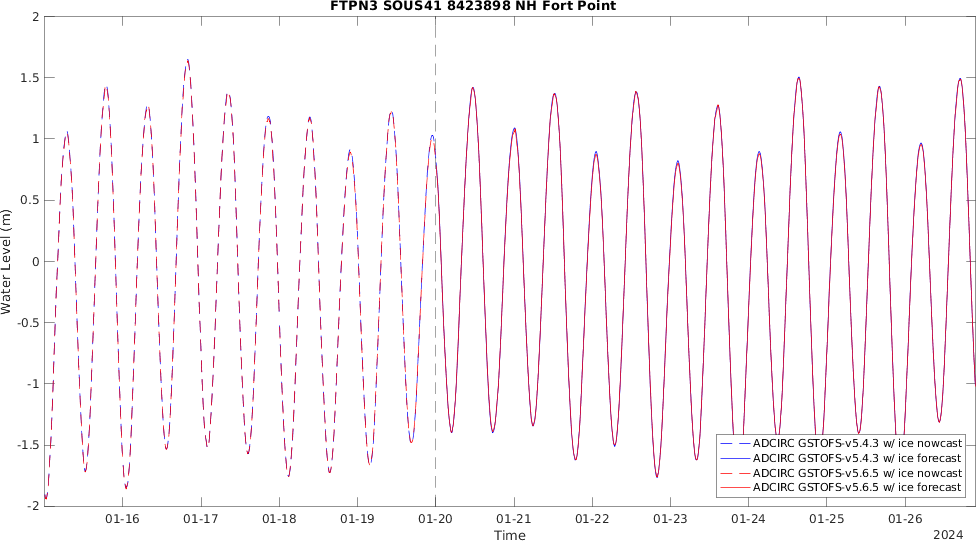 FTPN3 SOUS41 8423898 NH Fort Point
2
1.5
1
0.5
0
-0.5
-1
-1.5
-2
Water Level (m)
ADCIRC GSTOFS-v5.4.3 w/ ice nowcast
ADCIRC GSTOFS-v5.4.3 w/ ice forecast
ADCIRC GSTOFS-v5.6.5 w/ ice nowcast
ADCIRC GSTOFS-v5.6.5 w/ ice forecast
01-16 01-17 01-18 01-19 01-20 01-21 01-22 01-23 01-24 01-25 01-26
Time
2024